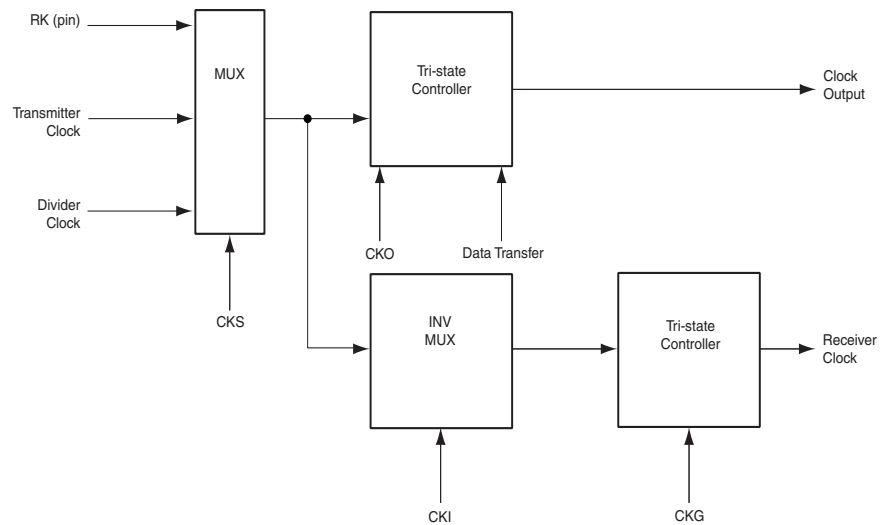 RK (pin)
MUX
Tri-state
Controller
Clock
Output
Transmitter
Clock
Divider
Clock
CKO
Data Transfer
CKS
INV
MUX
Tri-state
Controller
Receiver
Clock
CKI
CKG